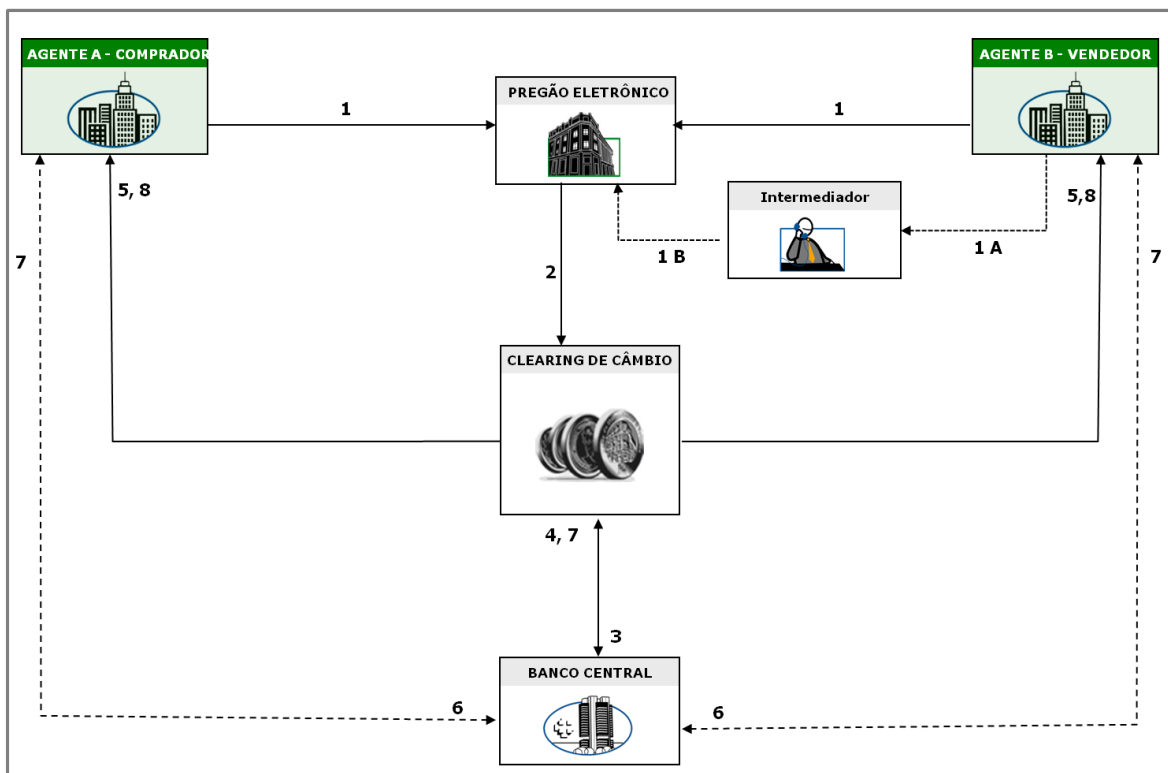 AGENTE A - COMPRADOR
AGENTE B - VENDEDOR
PREGÃO ELETRÔNICO
1
1
Intermediador
5, 8
5,8
1 B
1 A
7
2
7
CLEARING DE CÂMBIO
4, 7
3
BANCO CENTRAL
6
6